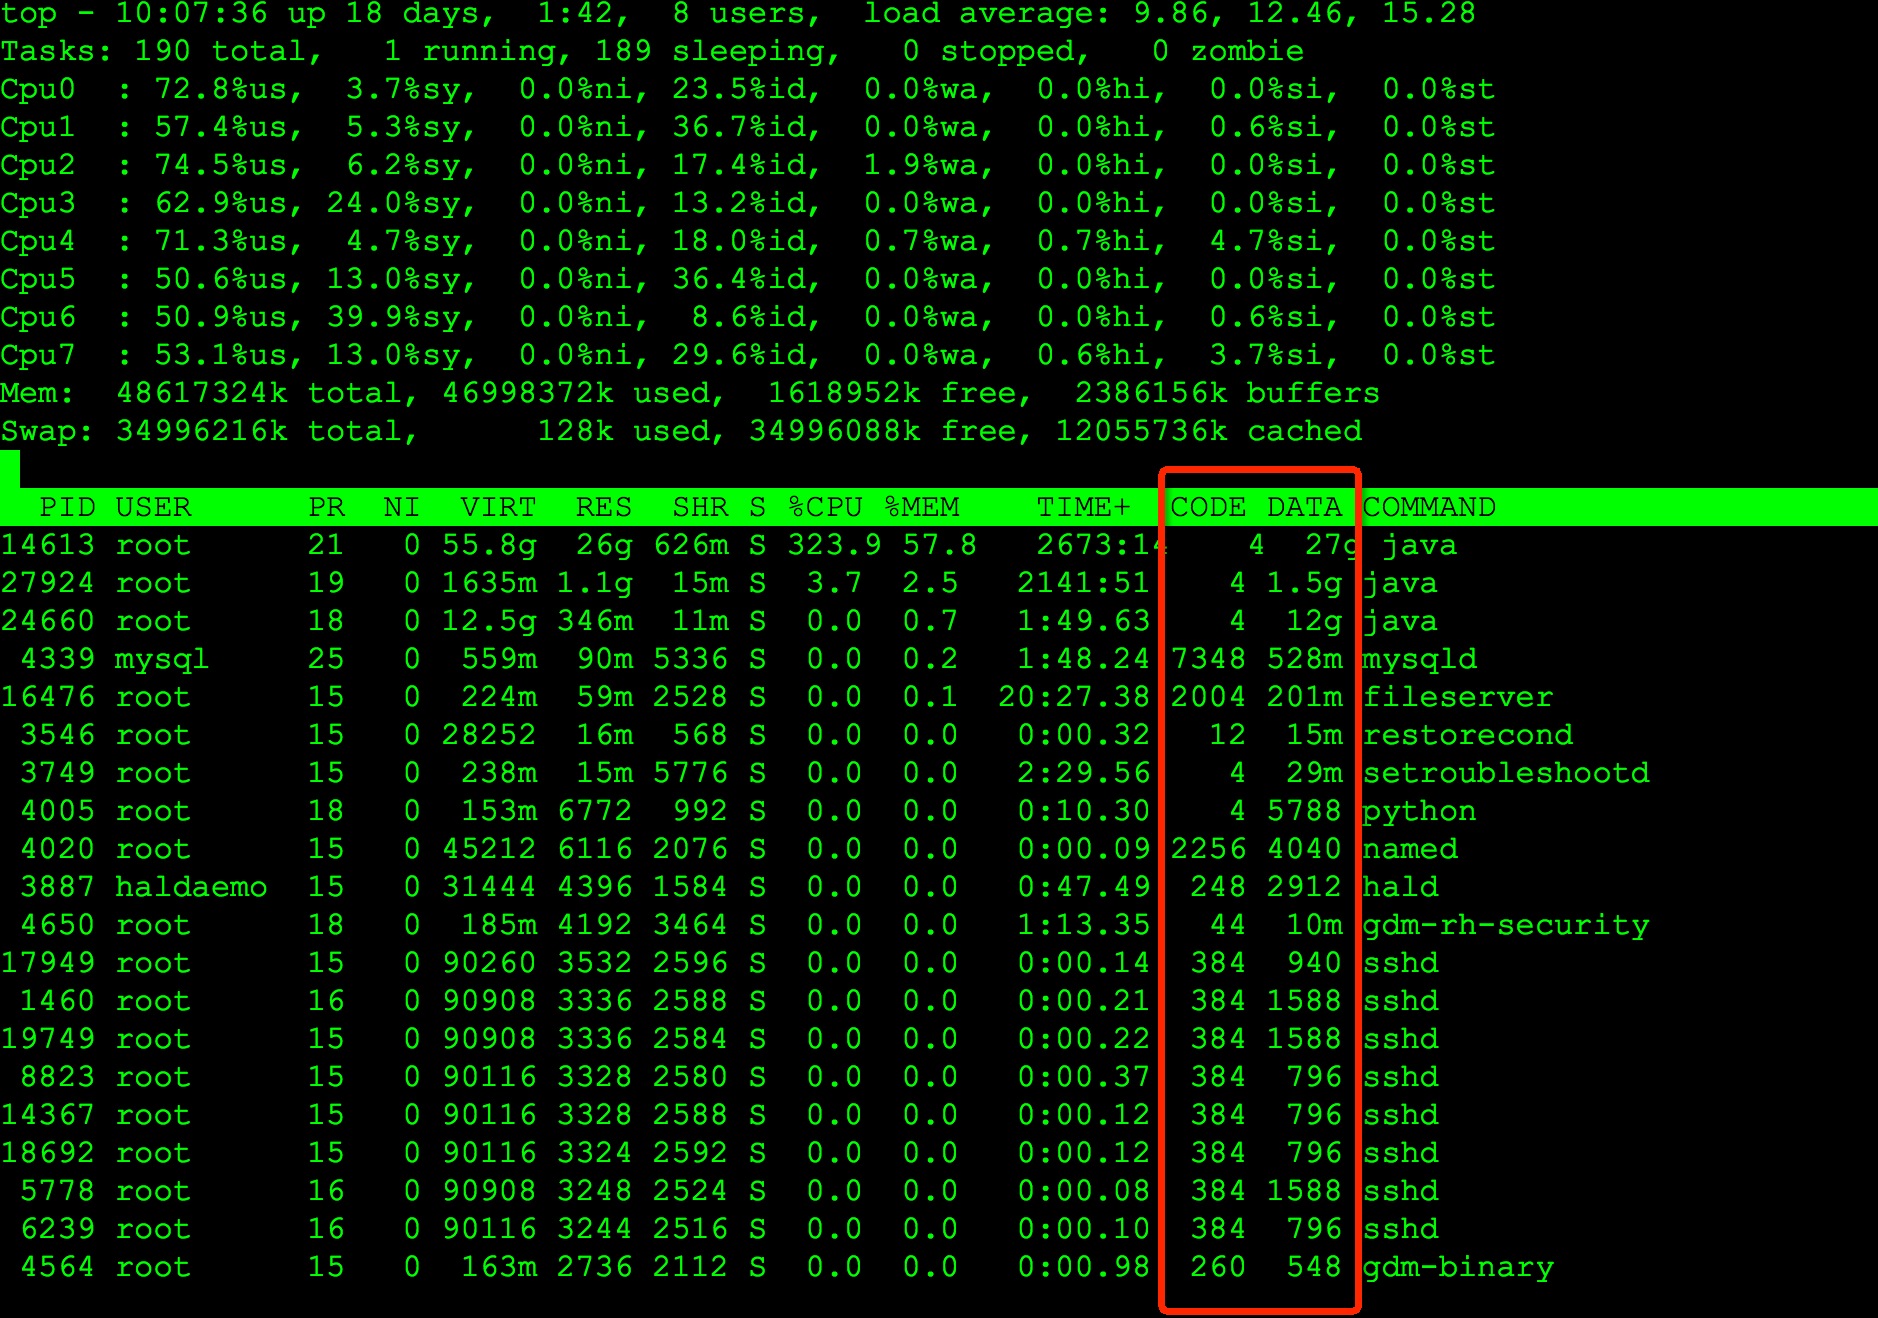 top - 10:07:36 up 18 days,  1:42,  8 users,  load average: 9.86, 12.46, 15.28
Tasks: 190 total,   1 running, 189 sleeping,   0 stopped,   0 zombie
Cpu0  : 72.8%us,  3.7%sy,  0.0%ni, 23.5%id,  0.0%wa,  0.0%hi,  0.0%si,  0.0%st
Cpu1  : 57.4%us,  5.3%sy,  0.0%ni, 36.7%id,  0.0%wa,  0.0%hi,  0.6%si,  0.0%st
Cpu2  : 74.5%us,  6.2%sy,  0.0%ni, 17.4%id,  1.9%wa,  0.0%hi,  0.0%si,  0.0%st
Cpu3  : 62.9%us, 24.0%sy,  0.0%ni, 13.2%id,  0.0%wa,  0.0%hi,  0.0%si,  0.0%st
Cpu4  : 71.3%us,  4.7%sy,  0.0%ni, 18.0%id,  0.7%wa,  0.7%hi,  4.7%si,  0.0%st
Cpu5  : 50.6%us, 13.0%sy,  0.0%ni, 36.4%id,  0.0%wa,  0.0%hi,  0.0%si,  0.0%st
Cpu6  : 50.9%us, 39.9%sy,  0.0%ni,  8.6%id,  0.0%wa,  0.0%hi,  0.6%si,  0.0%st
Cpu7  : 53.1%us, 13.0%sy,  0.0%ni, 29.6%id,  0.0%wa,  0.6%hi,  3.7%si,  0.0%st
Mem:  48617324k total, 46998372k used,  1618952k free,  2386156k buffers
Swap: 34996216k total,      128k used, 34996088k free, 12055736k cached
PID USER PR NI VIRT RES SHR S %CPU %MEM TIME+ CODE DATA COMMAND
14613 root 21 0 55.8g 26g 626m S 323.9 57.8 2673:14 4 27g java
27924 root 19 0 1635m 1.1g 15m S 3.7 2.5 2141:51 4 1.5g java
24660 root 18 0 12.5g 346m 11m S 0.0 0.7 1:49.63 4 12g java
4339 mysql 25 0 559m 90m 5336 S 0.0 0.2 1:48.24 7348 528m mysqld
16476 root 15 0 224m 59m 2528 S 0.0 0.1 20:27.38 2004 201m fileserver
3546 root 15 0 28252 16m 568 S 0.0 0.0 0:00.32 12 15m restorecond
3749 root 15 0 238m 15m 5776 S 0.0 0.0 2:29.56 4 29m setroubleshootd
4005 root 18 0 153m 6772 992 S 0.0 0.0 0:10.30 4 5788 python
4020 root 15 0 45212 6116 2076 S 0.0 0.0 0:00.09 2256 4040 named
3887 haldaemo 15 0 31444 4396 1584 S 0.0 0.0 0:47.49 248 2912 hald
4650 root 18 0 185m 4192 3464 S 0.0 0.0 1:13.35 44 10m gdm-rh-security
17949 root 15 0 90260 3532 2596 S 0.0 0.0 0:00.14 384 940 sshd
1460 root 16 0 90908 3336 2588 S 0.0 0.0 0:00.21 384 1588 sshd
19749 root 15 0 90908 3336 2584 S 0.0 0.0 0:00.22 384 1588 sshd
8823 root 15 0 90116 3328 2580 S 0.0 0.0 0:00.37 384 796 sshd
14367 root 15 0 90116 3328 2588 S 0.0 0.0 0:00.12 384 796 sshd
18692 root 15 0 90116 3324 2592 S 0.0 0.0 0:00.12 384 796 sshd
5778 root 16 0 90908 3248 2524 S 0.0 0.0 0:00.08 384 1588 sshd
6239 root 16 0 90116 3244 2516 S 0.0 0.0 0:00.10 384 796 sshd
4564 root 15 0 163m 2736 2112 S 0.0 0.0 0:00.98 260 548 gdm-binary